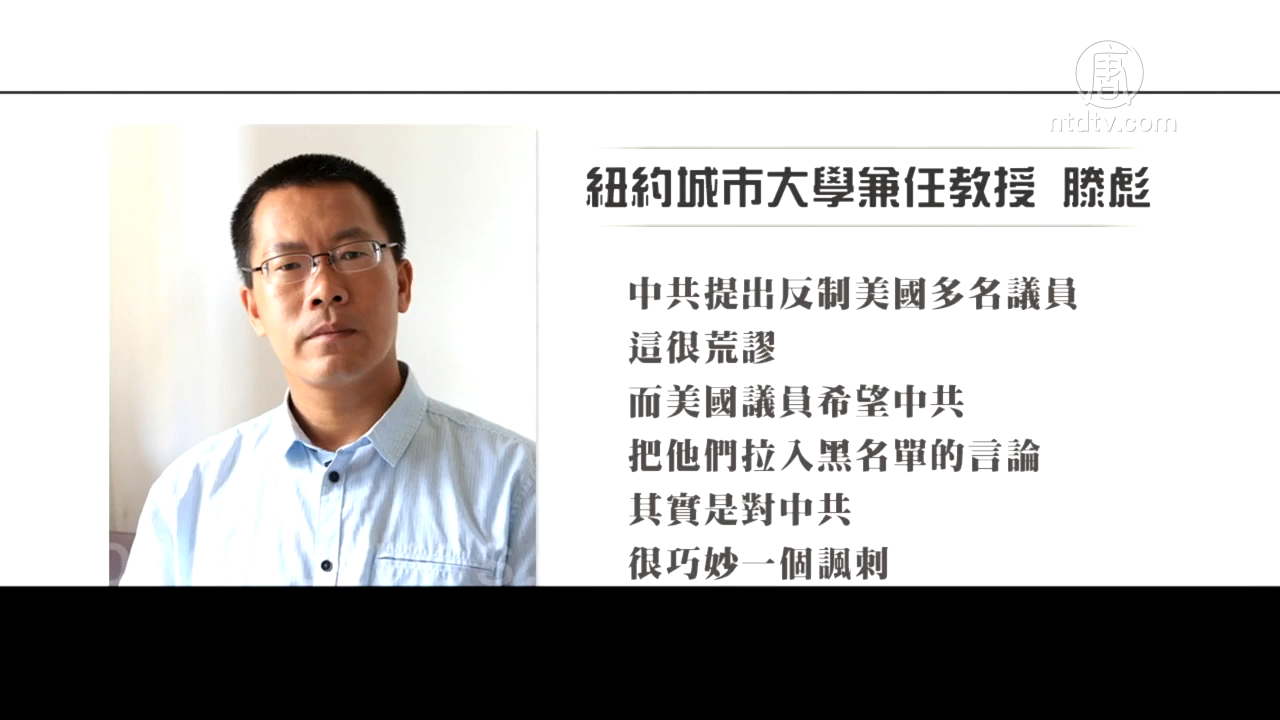 唐
ntdtv.com
紐約城市大學兼任教授 滕彪
中共提出反制美國多名議員
這很荒謬
而美國議員希望中共
把他們拉入黑名單的言論
其實是對中共
很巧妙一個諷刺